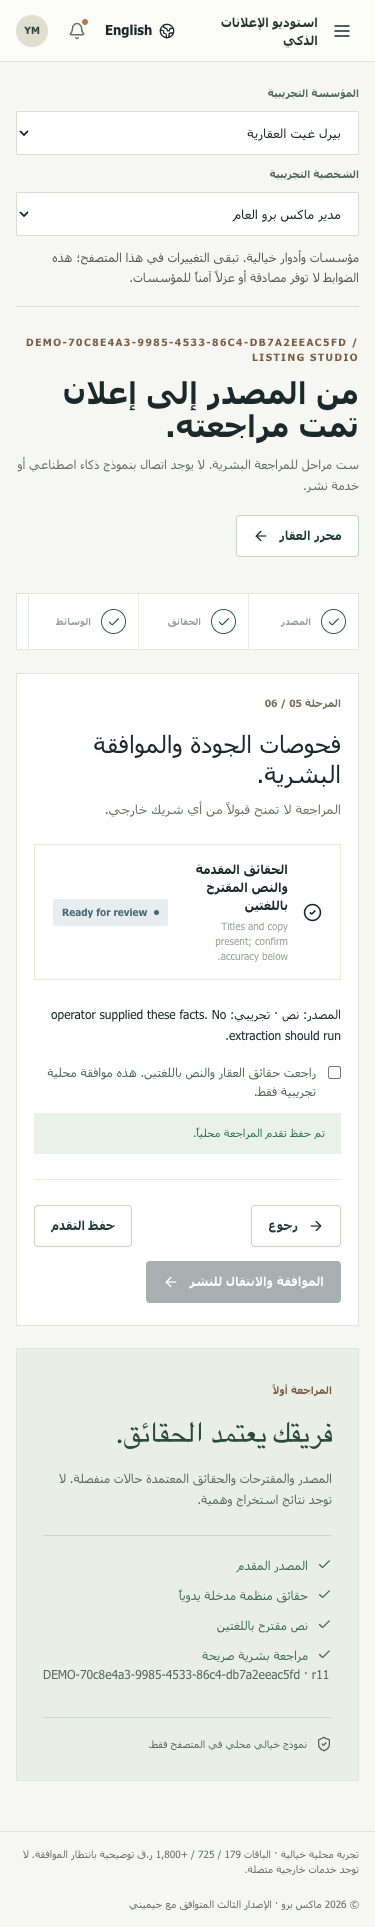 استوديو الإعلانات
الذكي
English
YM
المؤسسة التجريبية
بيرل غيت العقارية
الشخصية التجريبية
مدير ماكس برو العام
مؤسسات وأدوار خيالية. تبقى التغييرات في هذا المتصفح؛ هذه
الضوابط لا توفر مصادقة أو عزلاً آمناً للمؤسسات.
DEMO-70C8E4A3-9985-4533-86C4-DB7A2EEAC5FD /
LISTING STUDIO
من المصدر إلى إعلان
تمت مراجعته.
ست مراحل للمراجعة البشرية. لا يوجد اتصال بنموذج ذكاء اصطناعي أو
خدمة نشر.
محرر العقار
المصدر
الحقائق
الوسائط
المرحلة 05 / 06
فحوصات الجودة والموافقة
البشرية.
المراجعة لا تمنح قبولاً من أي شريك خارجي.
الحقائق المقدمة
والنص المقترح
باللغتين
Titles and copy
present; confirm
accuracy below.
Ready for review
المصدر: نص · تجريبي: operator supplied these facts. No
extraction should run.
راجعت حقائق العقار والنص باللغتين. هذه موافقة محلية
تجريبية فقط.
تم حفظ تقدم المراجعة محلياً.
رجوع
حفظ التقدم
الموافقة والانتقال للنشر
المراجعة أولاً
فريقك يعتمد الحقائق.
المصدر والمقترحات والحقائق المعتمدة حالات منفصلة. لا
توجد نتائج استخراج وهمية.
المصدر المقدم
حقائق منظمة مدخلة يدوياً
نص مقترح باللغتين
مراجعة بشرية صريحة
DEMO-70c8e4a3-9985-4533-86c4-db7a2eeac5fd · r11
نموذج خيالي محلي في المتصفح فقط.
تجربة محلية خيالية · الباقات 179 / 725 / +1,800 ر.ق توضيحية بانتظار الموافقة. لا
توجد خدمات خارجية متصلة.
© 2026 ماكس برو · الإصدار الثالث المتوافق مع جيميني